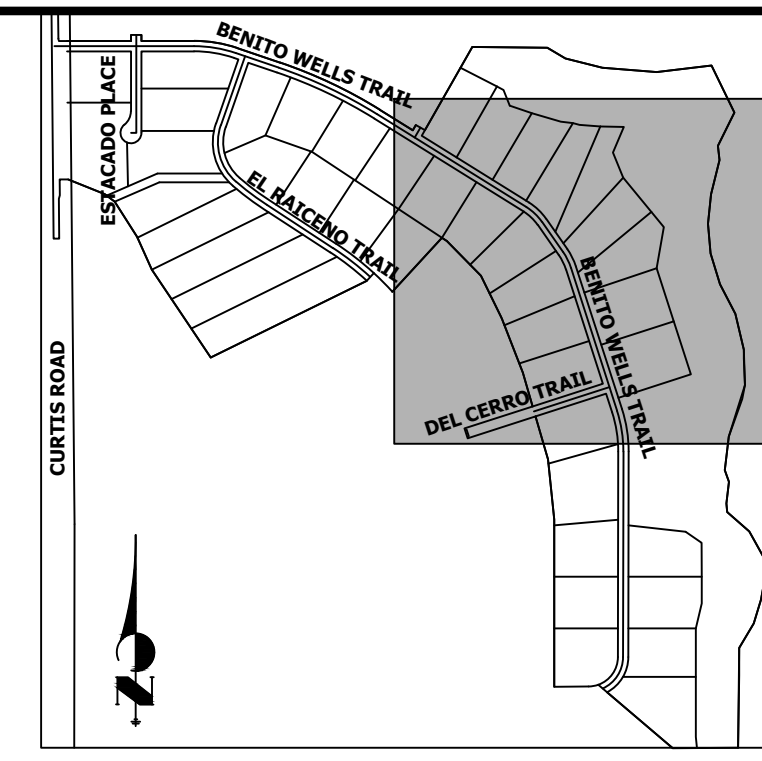 BENITO WELLS TRAIL
ESTACADO PLACE
EL RAICENO TRAIL
BENITO WELLS TRAIL
CURTIS ROAD
DEL CERRO TRAIL
N